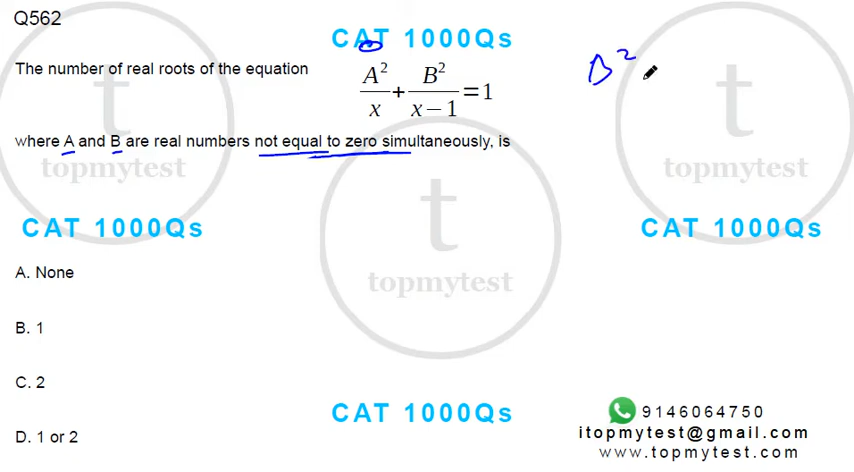 Q562
CAT 1000Qs
The number of real roots of the equation
A²/x + B²/(x−1) = 1
B²
where A and B are real numbers not equal to zero simultaneously, is
t
topmytest
t
topmytest
t
topmytest
CAT 1000Qs
CAT 1000Qs
A. None
B. 1
C. 2
CAT 1000Qs
9146064750
D. 1 or 2
itopmytest@gmail.com
www.topmytest.com